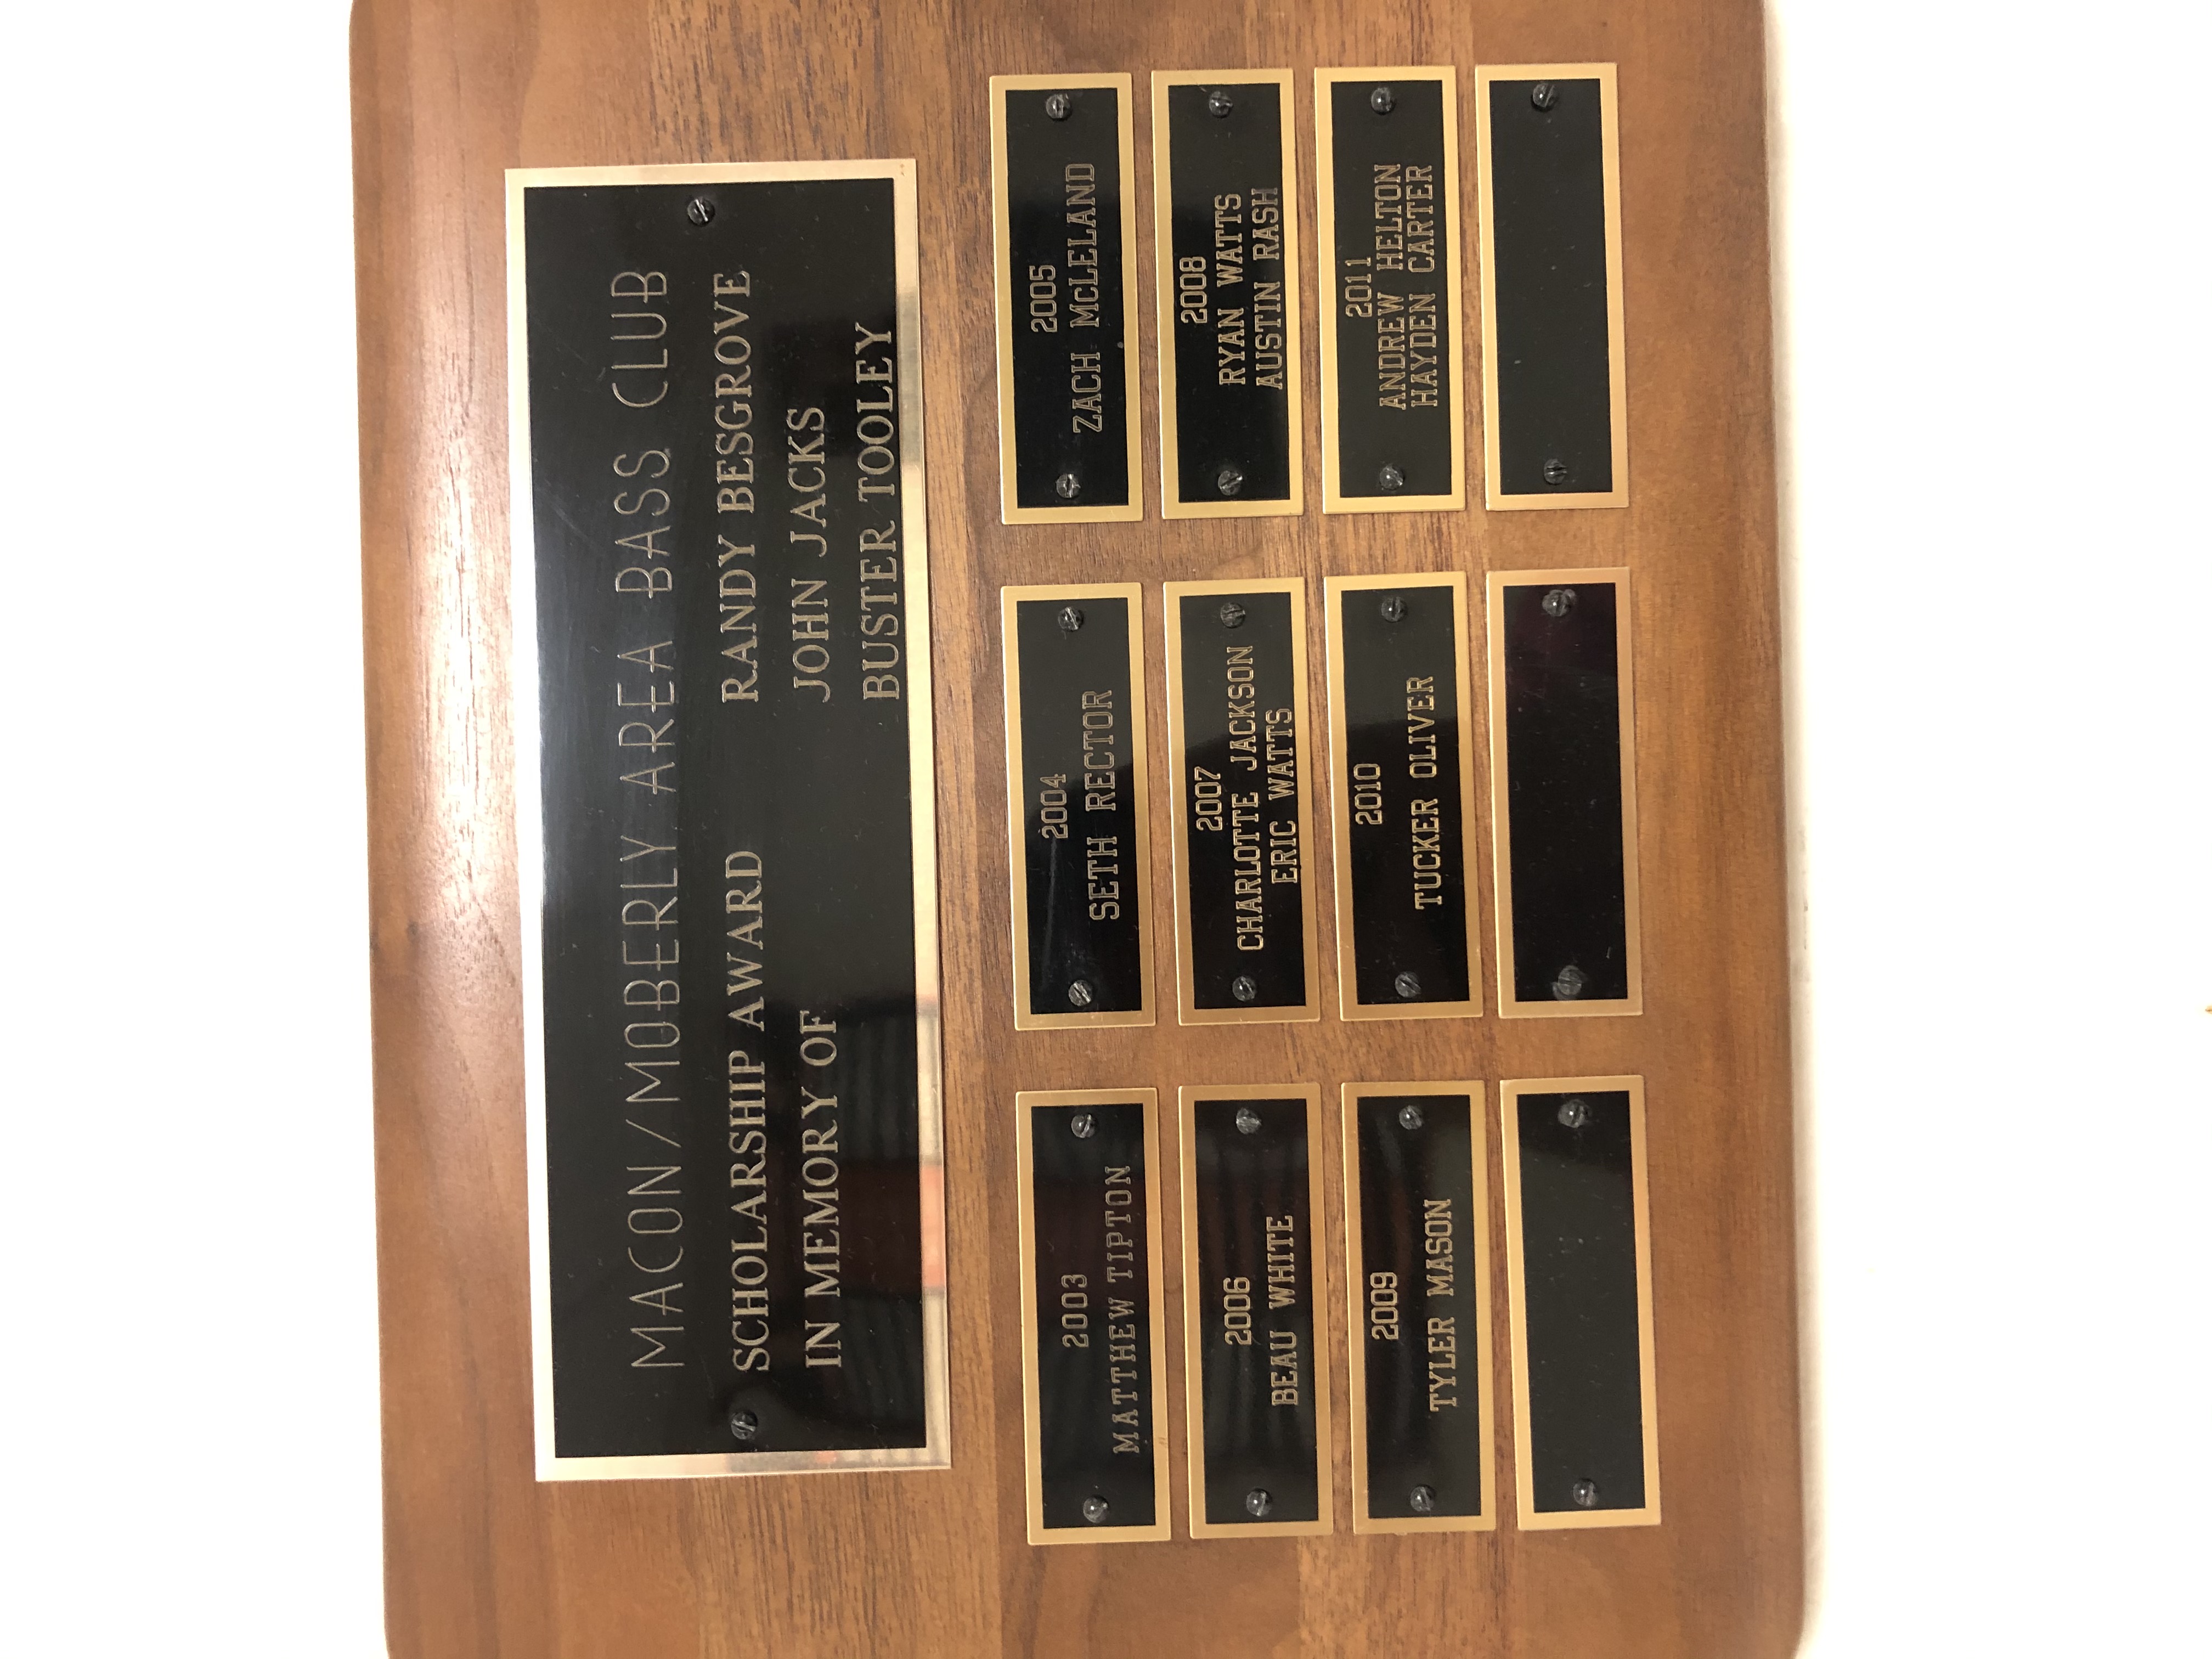 MACON/MOBERLY AREA BASS CLUB
SCHOLARSHIP AWARD
IN MEMORY OF
RANDY BESGROVE
JOHN JACKS
BUSTER TOOLEY
2003
MATTHEW TIPTON
2004
SETH RECTOR
2005
ZACH McLELAND
2006
BEAU WHITE
2007
CHARLOTTE JACKSON
ERIC WATTS
2008
RYAN WATTS
AUSTIN RASH
2009
TYLER MASON
2010
TUCKER OLIVER
2011
ANDREW HELTON
HAYDEN CARTER